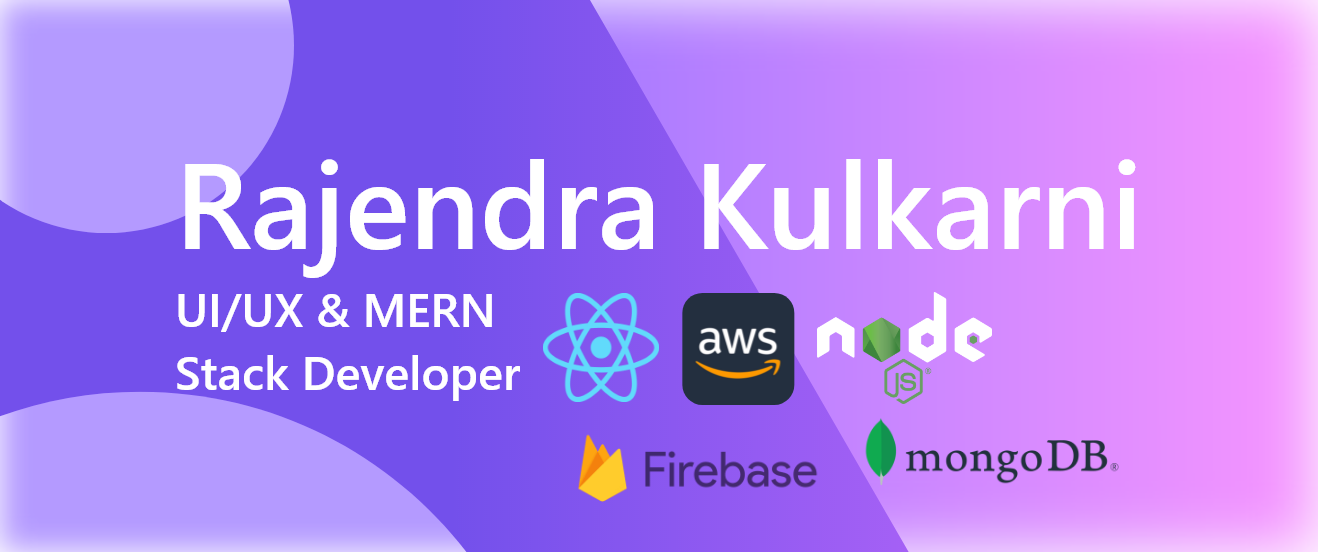 Rajendra Kulkarni
UI/UX & MERN
Stack Developer
aws
node
JS®
Firebase
mongoDB®